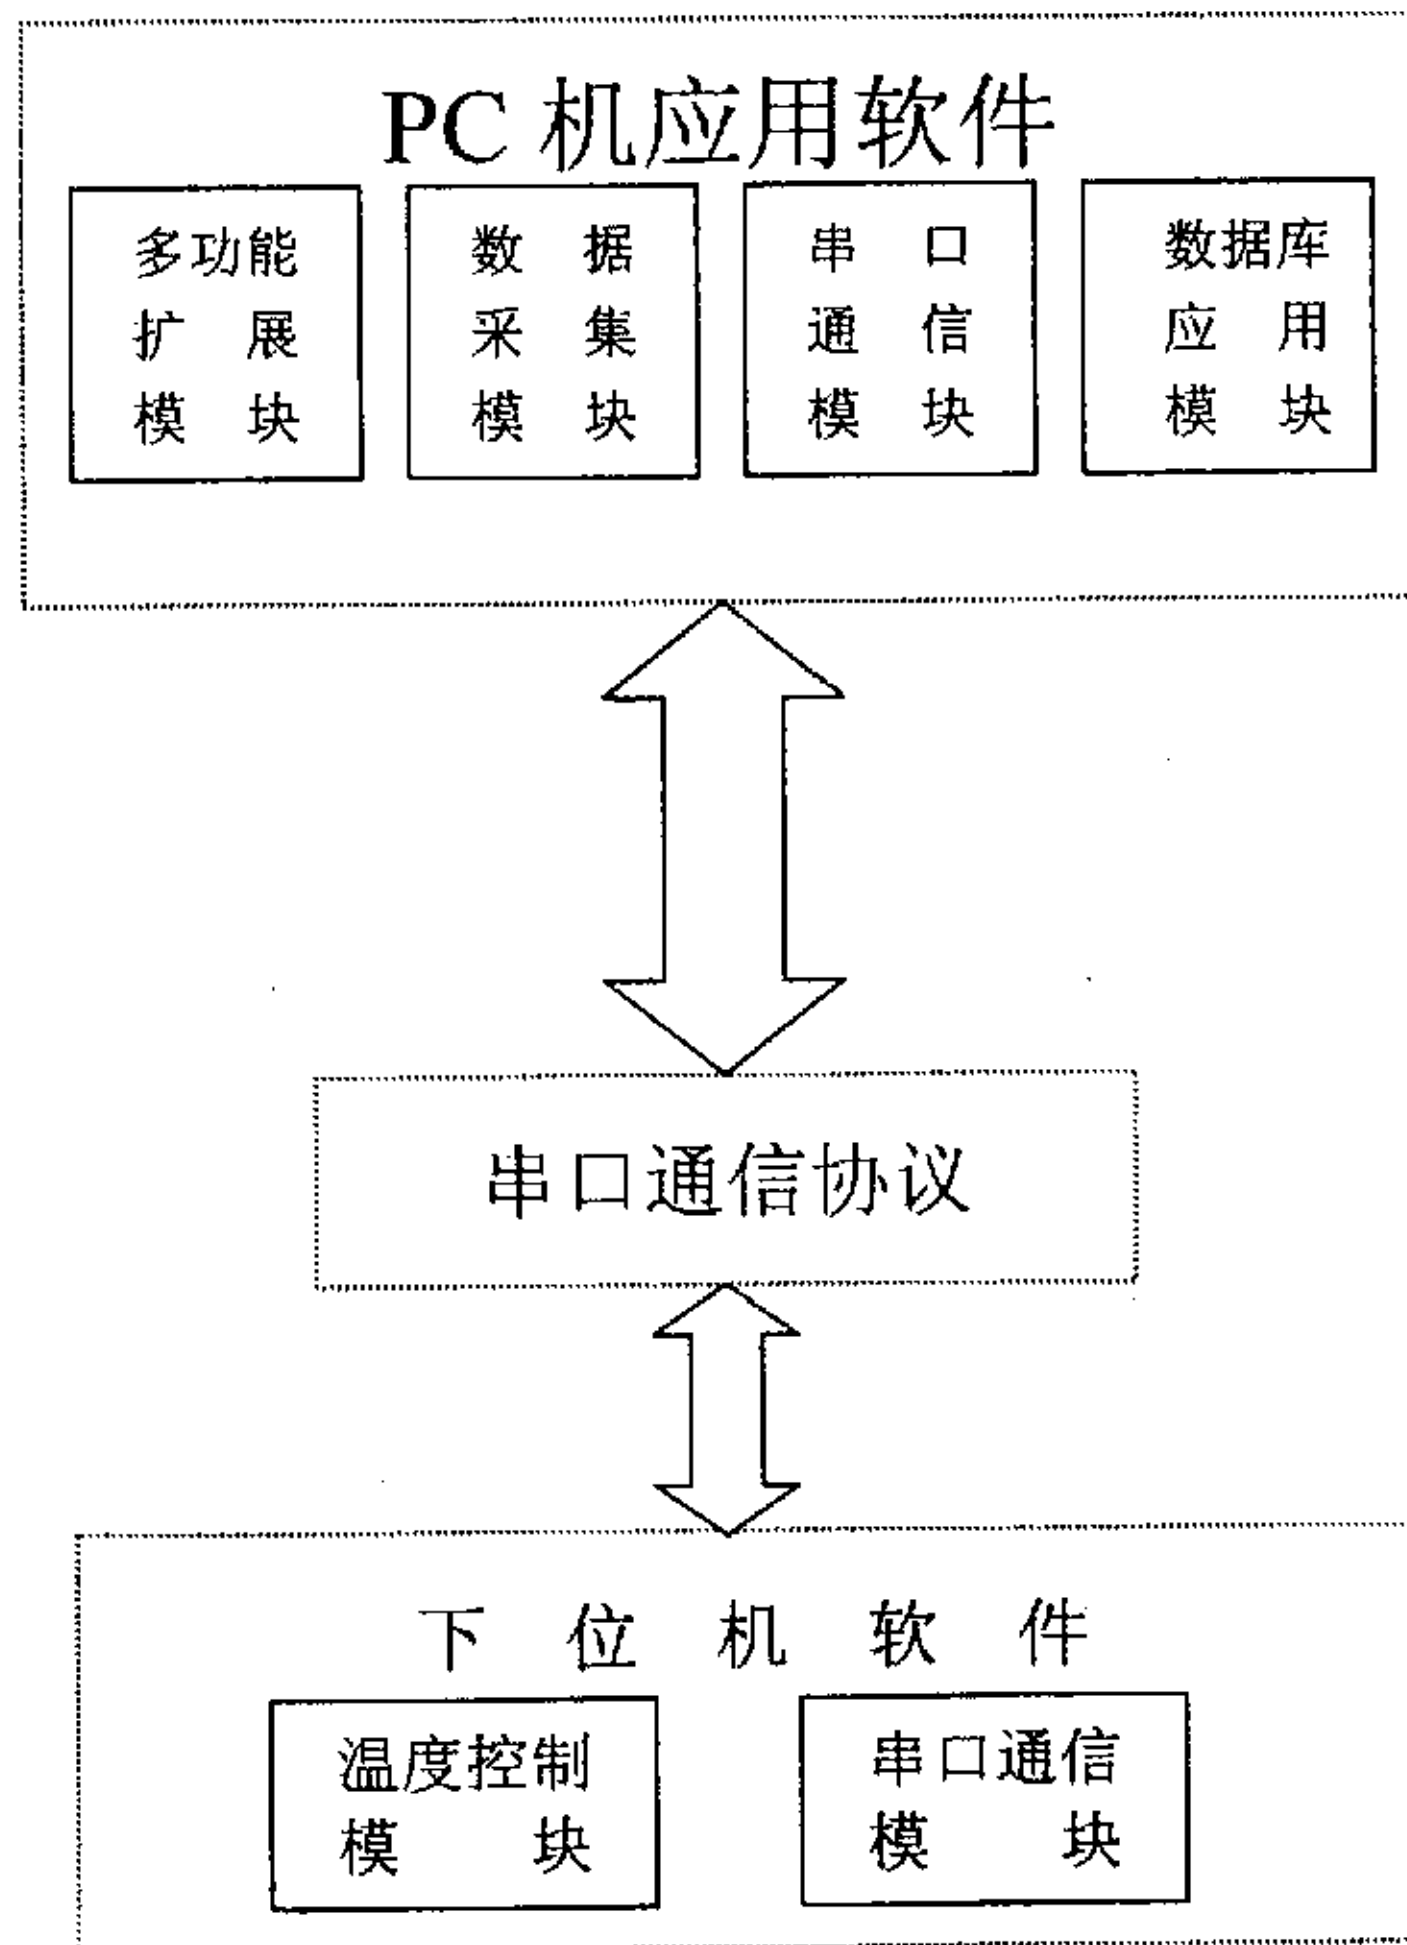 PC 机应用软件
多功能
扩 展
模 块
数 据
采 集
模 块
串 口
通 信
模 块
数据库
应 用
模 块
串口通信协议
下 位 机 软 件
温度控制
模 块
串口通信
模 块